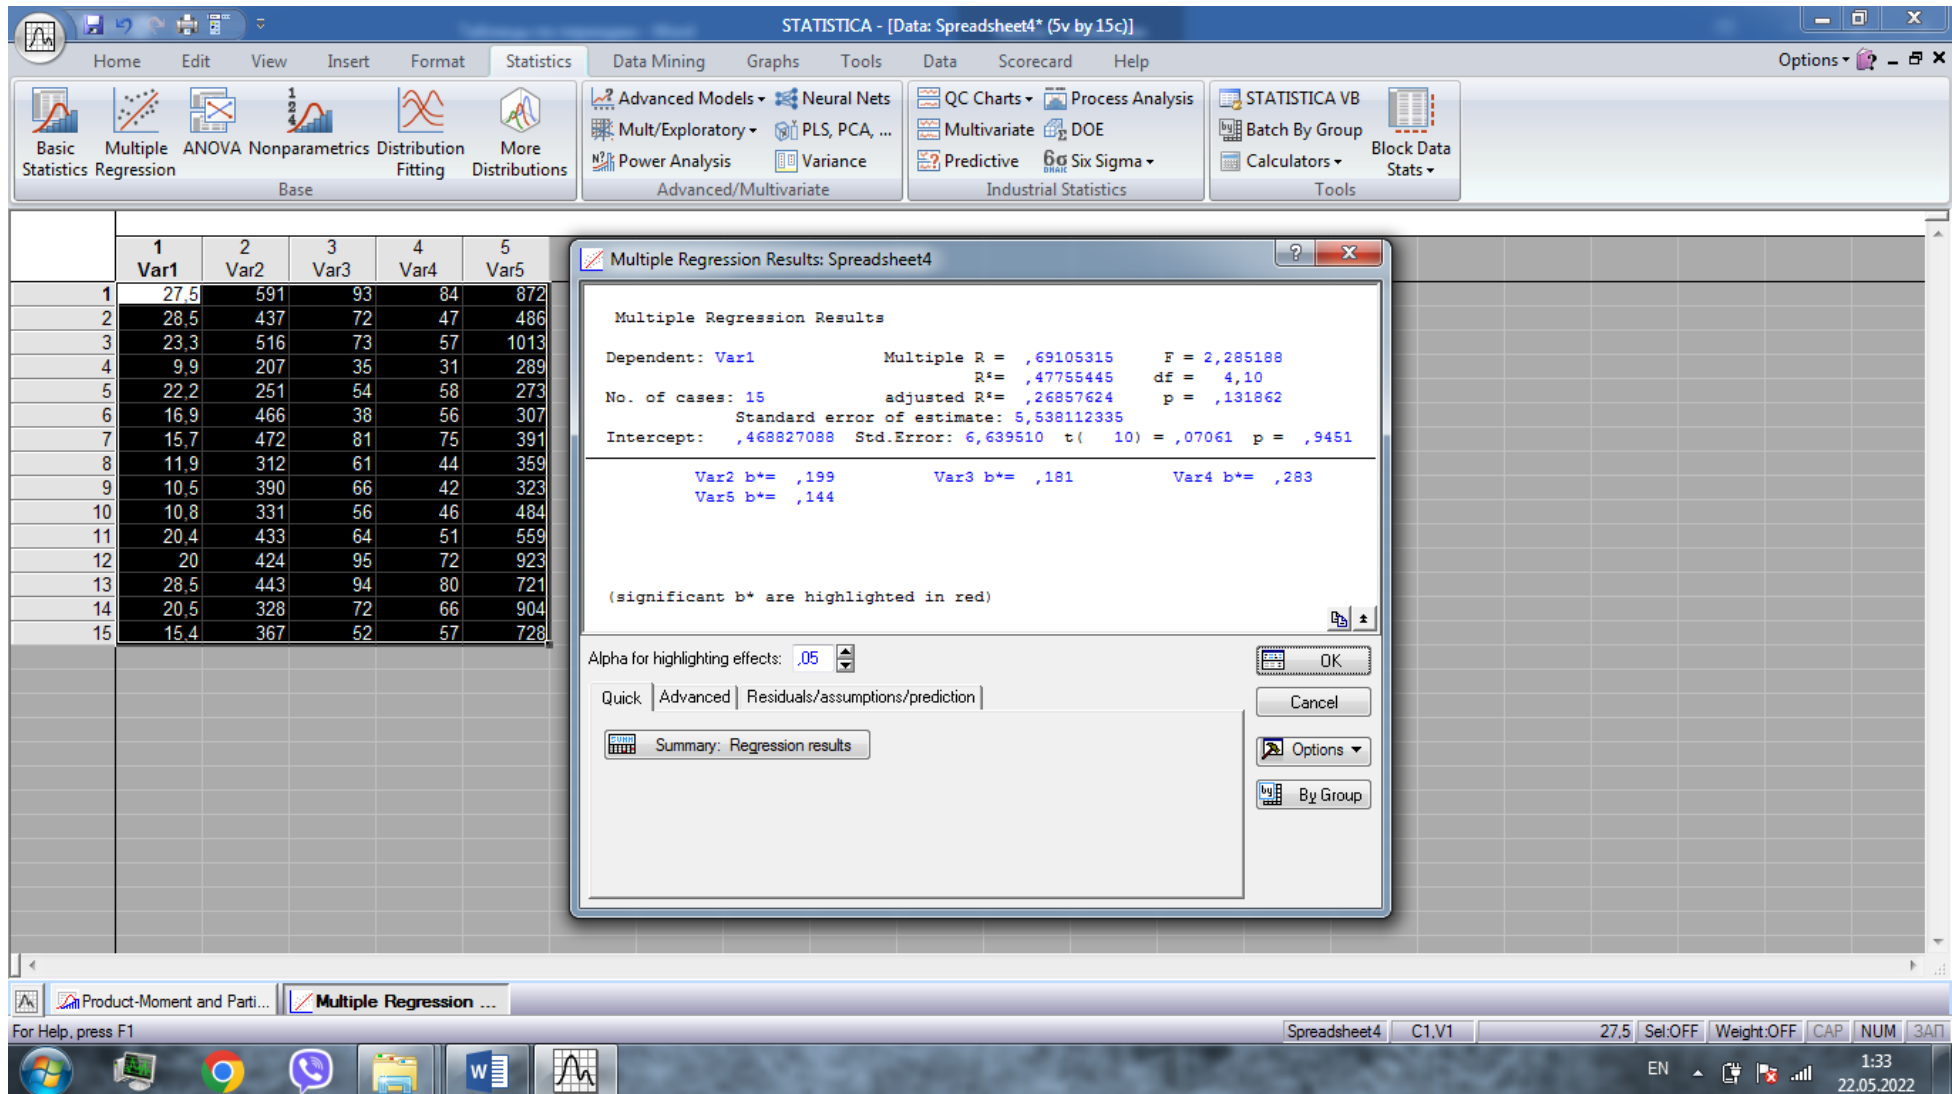 STATISTICA - [Data: Spreadsheet4* (5v by 15c)]
Home Edit View Insert Format Statistics Data Mining Graphs Tools Data Scorecard Help Options
Basic Statistics
Multiple Regression
ANOVA
Nonparametrics
Distribution Fitting
More Distributions
Base
Advanced Models
Neural Nets
Mult/Exploratory
PLS, PCA, ...
Power Analysis
Variance
Advanced/Multivariate
QC Charts
Process Analysis
Multivariate
DOE
Predictive
Six Sigma
Industrial Statistics
STATISTICA VB
Batch By Group
Calculators
Block Data Stats
Tools
1 2 3 4 5
Var1 Var2 Var3 Var4 Var5
1 27,5 591 93 84 872
2 28,5 437 72 47 486
3 23,3 516 73 57 1013
4 9,9 207 35 31 289
5 22,2 251 54 58 273
6 16,9 466 38 56 307
7 15,7 472 81 75 391
8 11,9 312 61 44 359
9 10,5 390 66 42 323
10 10,8 331 56 46 484
11 20,4 433 64 51 559
12 20 424 95 72 923
13 28,5 443 94 80 721
14 20,5 328 72 66 904
15 15,4 367 52 57 728
Multiple Regression Results: Spreadsheet4
Multiple Regression Results
Dependent: Var1 Multiple R = ,69105315 F = 2,285188
R²= ,47755445 df = 4,10
No. of cases: 15 adjusted R²= ,26857624 p = ,131862
Standard error of estimate: 5,538112335
Intercept: ,468827088 Std.Error: 6,639510 t( 10) = ,07061 p = ,9451
Var2 b*= ,199 Var3 b*= ,181 Var4 b*= ,283
Var5 b*= ,144
(significant b* are highlighted in red)
Alpha for highlighting effects: ,05
OK
Quick Advanced Residuals/assumptions/prediction
Cancel
Summary: Regression results
Options
By Group
Product-Moment and Parti... Multiple Regression ...
For Help, press F1 Spreadsheet4 C1,V1 27,5 Sel:OFF Weight:OFF CAP NUM ЗАП
EN 1:33
22.05.2022